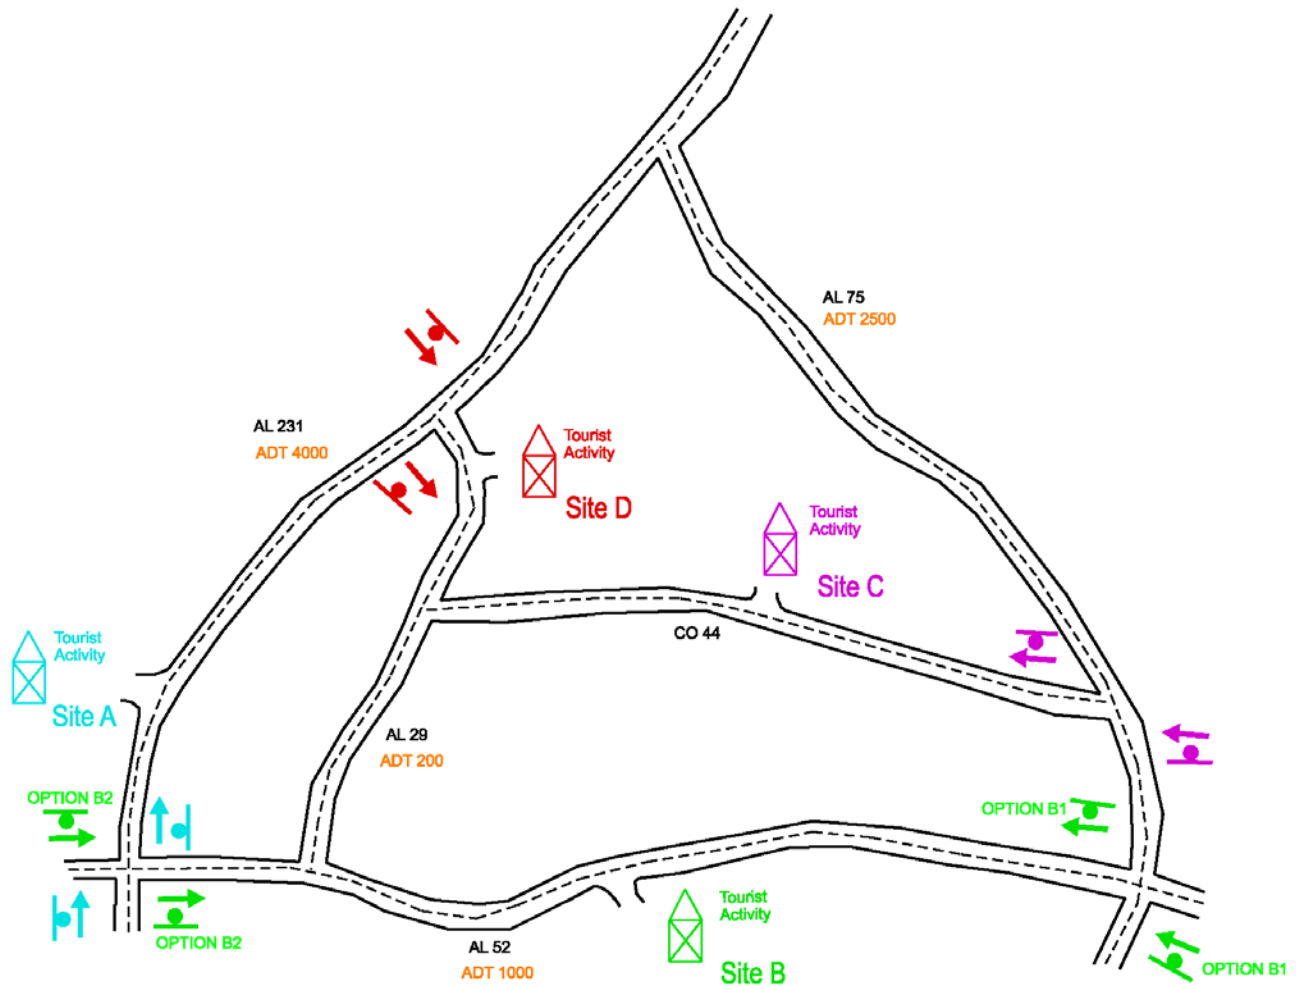 AL 75
ADT 2500
AL 231
ADT 4000
Tourist
Activity
Site D
Tourist
Activity
Site C
CO 44
Tourist
Activity
Site A
AL 29
ADT 200
OPTION B2
OPTION B1
Tourist
Activity
Site B
OPTION B2
AL 52
ADT 1000
OPTION B1